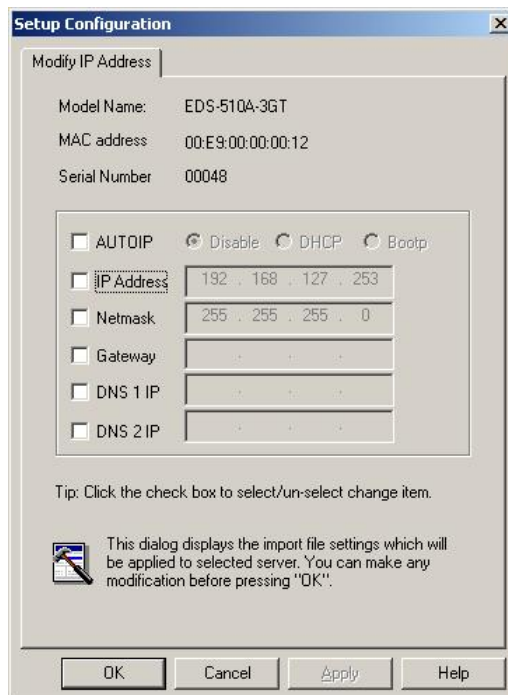 Setup Configuration
Modify IP Address
Model Name: EDS-510A-3GT
MAC address 00:E9:00:00:00:12
Serial Number 00048
AUTOIP Disable DHCP Bootp
IP Address 192 . 168 . 127 . 253
Netmask 255 . 255 . 255 . 0
Gateway . . .
DNS 1 IP . . .
DNS 2 IP . . .
Tip: Click the check box to select/un-select change item.
This dialog displays the import file settings which will
be applied to selected server. You can make any
modification before pressing "OK".
OK Cancel Apply Help